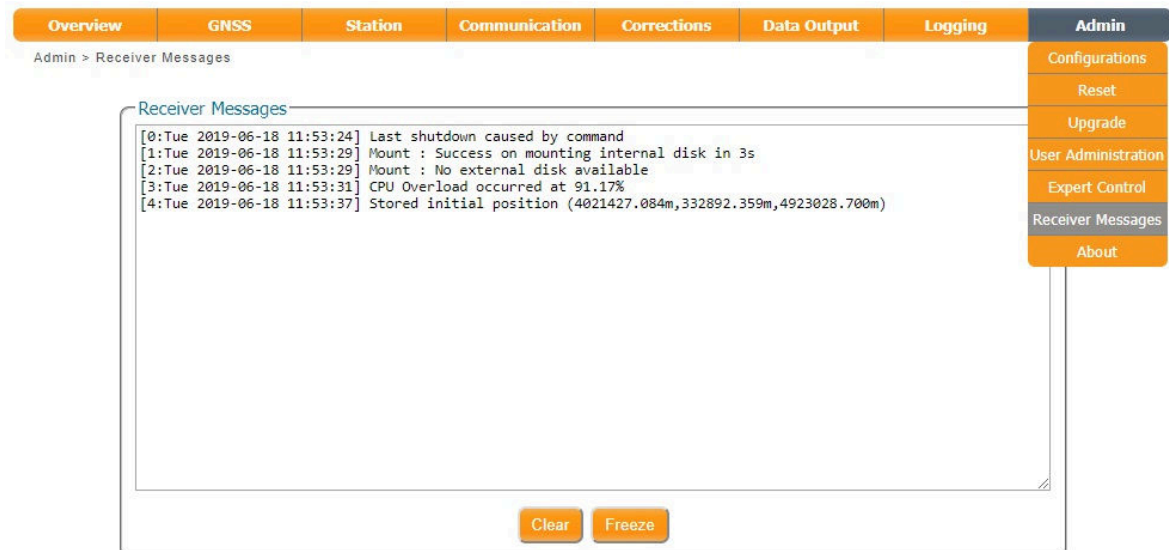 Overview GNSS Station Communication Corrections Data Output Logging Admin
Admin > Receiver Messages
Configurations
Reset
Upgrade
User Administration
Expert Control
Receiver Messages
About
Receiver Messages
[0:Tue 2019-06-18 11:53:24] Last shutdown caused by command
[1:Tue 2019-06-18 11:53:29] Mount : Success on mounting internal disk in 3s
[2:Tue 2019-06-18 11:53:29] Mount : No external disk available
[3:Tue 2019-06-18 11:53:31] CPU Overload occurred at 91.17%
[4:Tue 2019-06-18 11:53:37] Stored initial position (4021427.084m,332892.359m,4923028.700m)
Clear Freeze